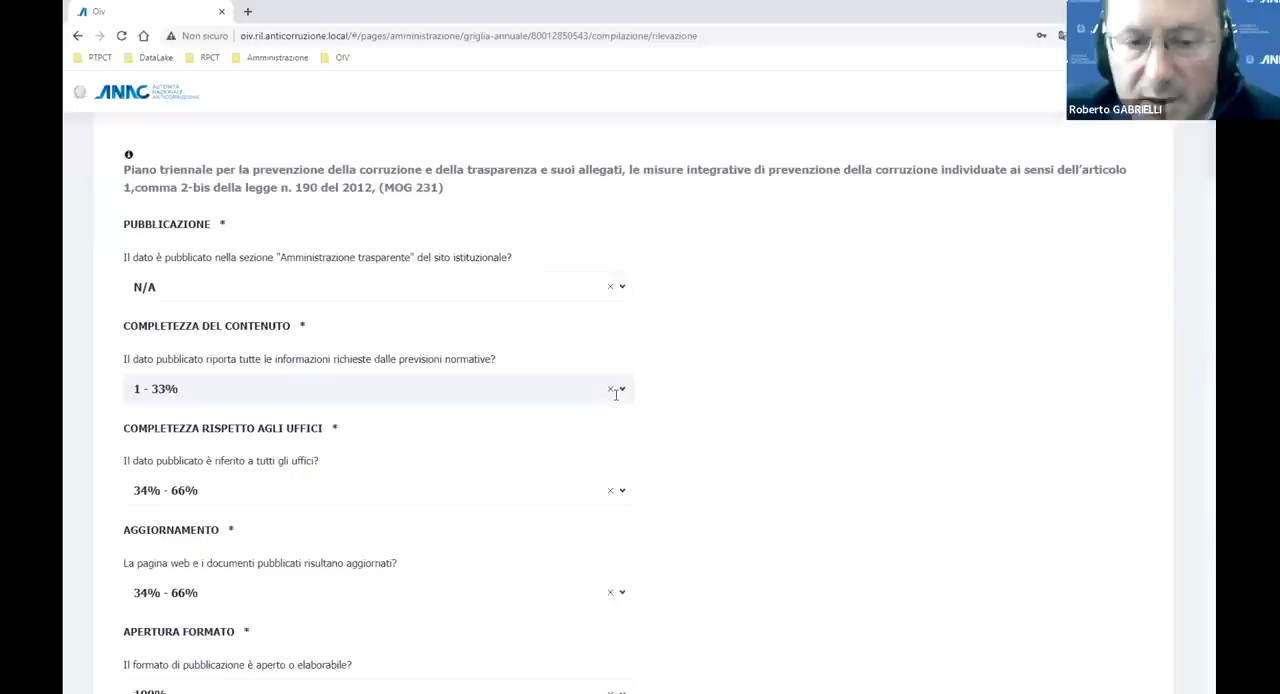 Oiv
Non sicuro
oiv.ril.anticorruzione.local/#/pages/amministrazione/griglia-annuale/80012850543/compilazione/rilevazione
PTPCT DataLake RPCT Amministrazione OIV
ANAC AUTORITÀ
NAZIONALE
ANTICORRUZIONE
Roberto GABRIELLI
Piano triennale per la prevenzione della corruzione e della trasparenza e suoi allegati, le misure integrative di prevenzione della corruzione individuate ai sensi dell'articolo
1,comma 2-bis della legge n. 190 del 2012, (MOG 231)
PUBBLICAZIONE *
Il dato è pubblicato nella sezione "Amministrazione trasparente" del sito istituzionale?
N/A
COMPLETEZZA DEL CONTENUTO *
Il dato pubblicato riporta tutte le informazioni richieste dalle previsioni normative?
1 - 33%
COMPLETEZZA RISPETTO AGLI UFFICI *
Il dato pubblicato è riferito a tutti gli uffici?
34% - 66%
AGGIORNAMENTO *
La pagina web e i documenti pubblicati risultano aggiornati?
34% - 66%
APERTURA FORMATO *
Il formato di pubblicazione è aperto o elaborabile?